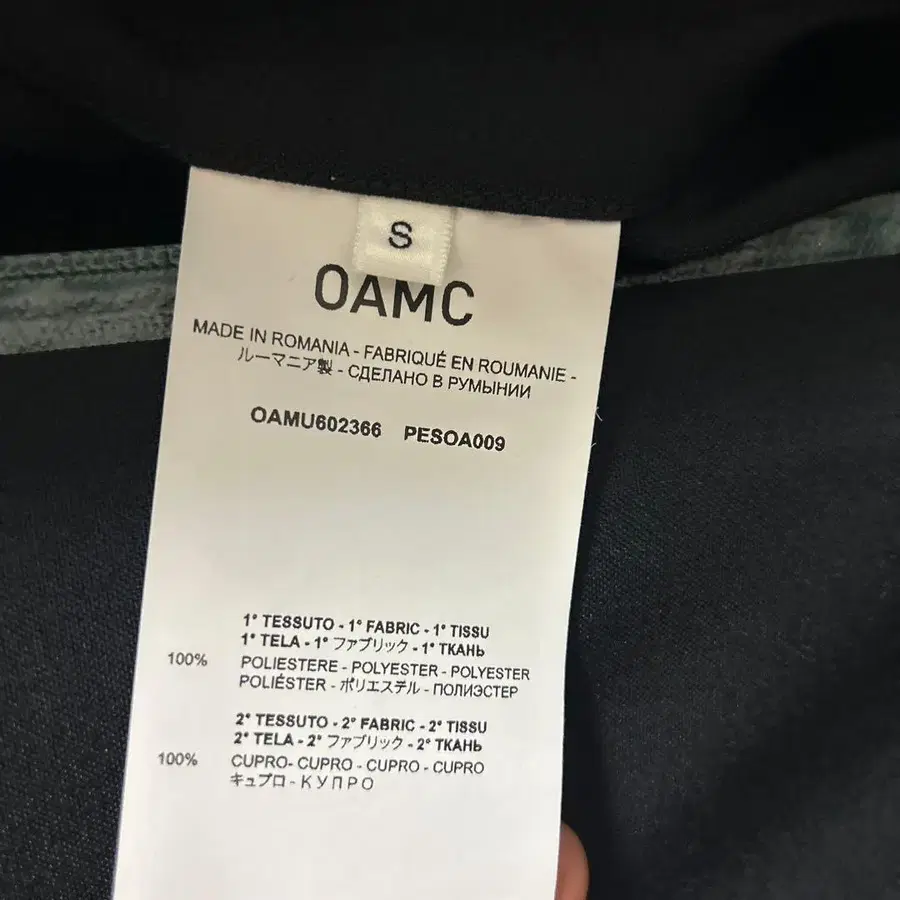 S
OAMC
MADE IN ROMANIA - FABRIQUÉ EN ROUMANIE -
ルーマニア製 - СДЕЛАНО В РУМЫНИИ
OAMU602366 PESOA009
1° TESSUTO - 1° FABRIC - 1° TISSU
1° TELA - 1° ファブリック - 1° ТКАНЬ
100% POLIESTERE - POLYESTER - POLYESTER
POLIÉSTER - ポリエステル - ПОЛИЭСТЕР
2° TESSUTO - 2° FABRIC - 2° TISSU
2° TELA - 2° ファブリック - 2° ТКАНЬ
100% CUPRO- CUPRO - CUPRO - CUPRO
キュプロ - КУПРО